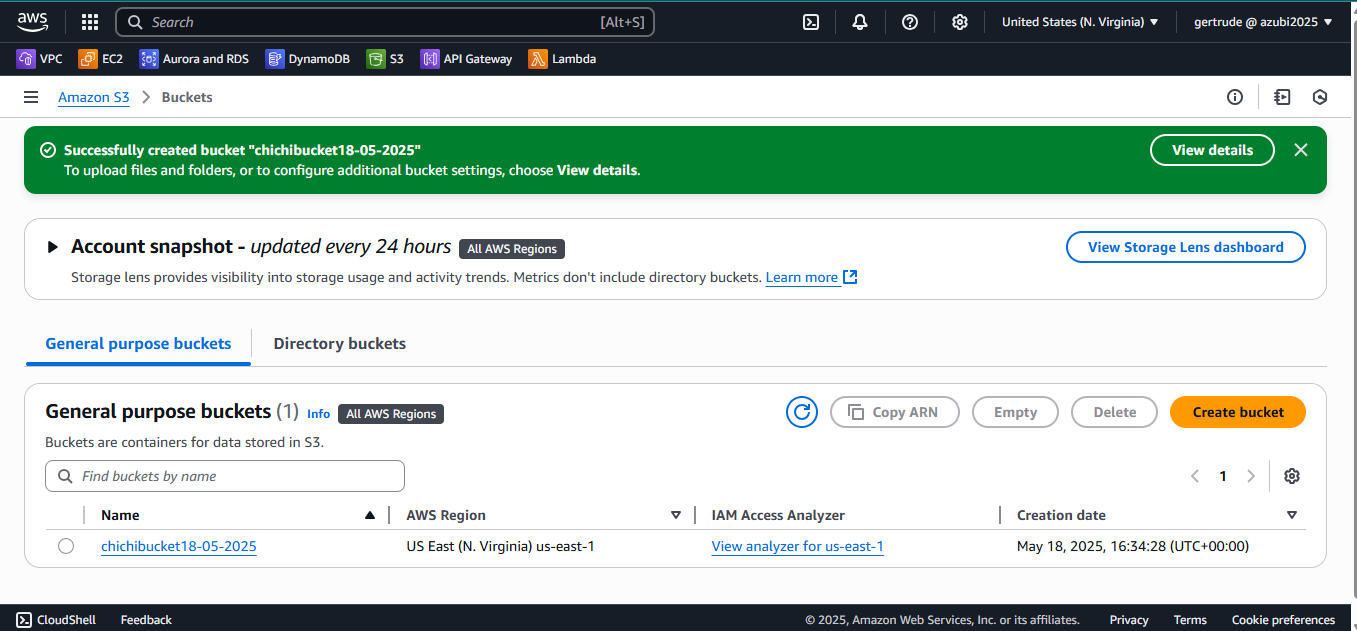 aws Search [Alt+S] United States (N. Virginia) gertrude @ azubi2025
VPC EC2 Aurora and RDS DynamoDB S3 API Gateway Lambda
Amazon S3 Buckets
Successfully created bucket "chichibucket18-05-2025"
To upload files and folders, or to configure additional bucket settings, choose View details.
View details
Account snapshot - updated every 24 hours All AWS Regions
Storage lens provides visibility into storage usage and activity trends. Metrics don't include directory buckets. Learn more
View Storage Lens dashboard
General purpose buckets Directory buckets
General purpose buckets (1) Info All AWS Regions
Copy ARN Empty Delete Create bucket
Buckets are containers for data stored in S3.
Find buckets by name 1
Name AWS Region IAM Access Analyzer Creation date
chichibucket18-05-2025 US East (N. Virginia) us-east-1 View analyzer for us-east-1 May 18, 2025, 16:34:28 (UTC+00:00)
CloudShell Feedback © 2025, Amazon Web Services, Inc. or its affiliates. Privacy Terms Cookie preferences